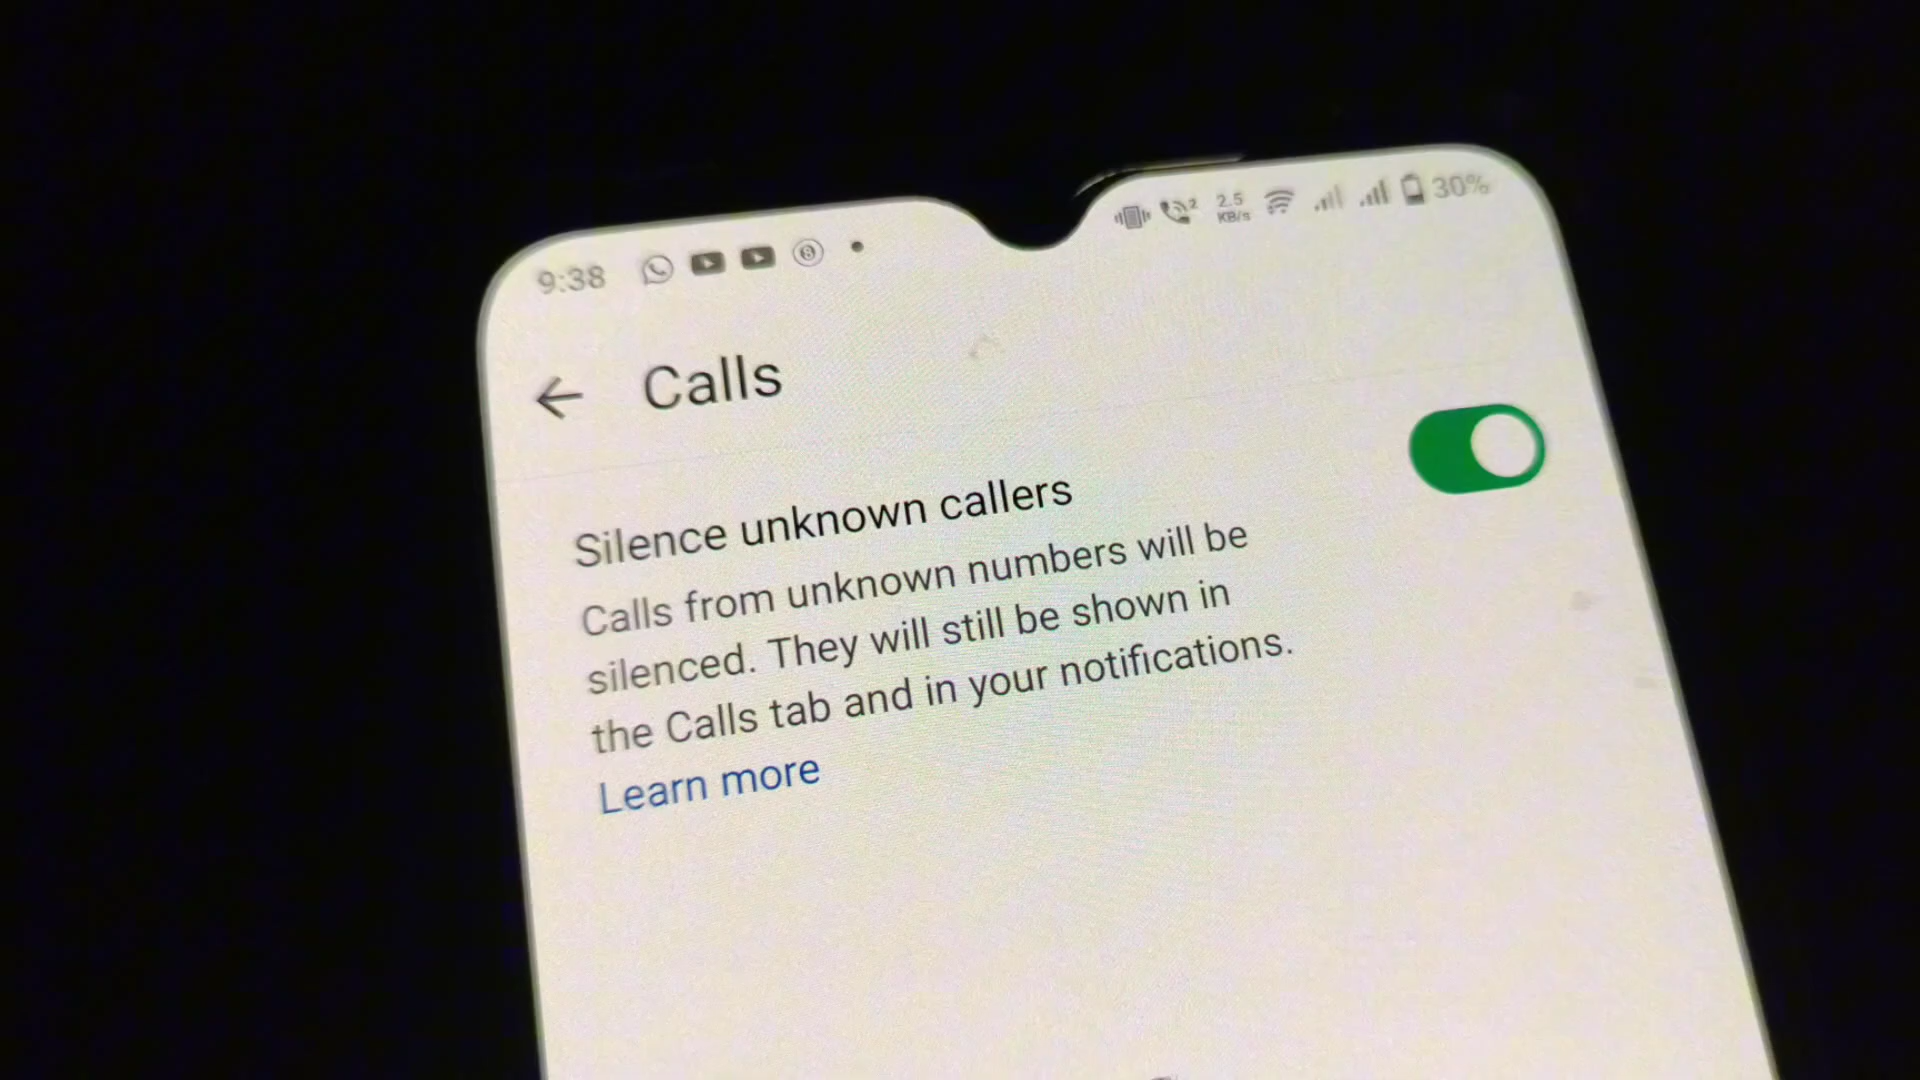 9:38 2 2.5 KB/s 30%
Calls
Silence unknown callers
Calls from unknown numbers will be
silenced. They will still be shown in
the Calls tab and in your notifications.
Learn more